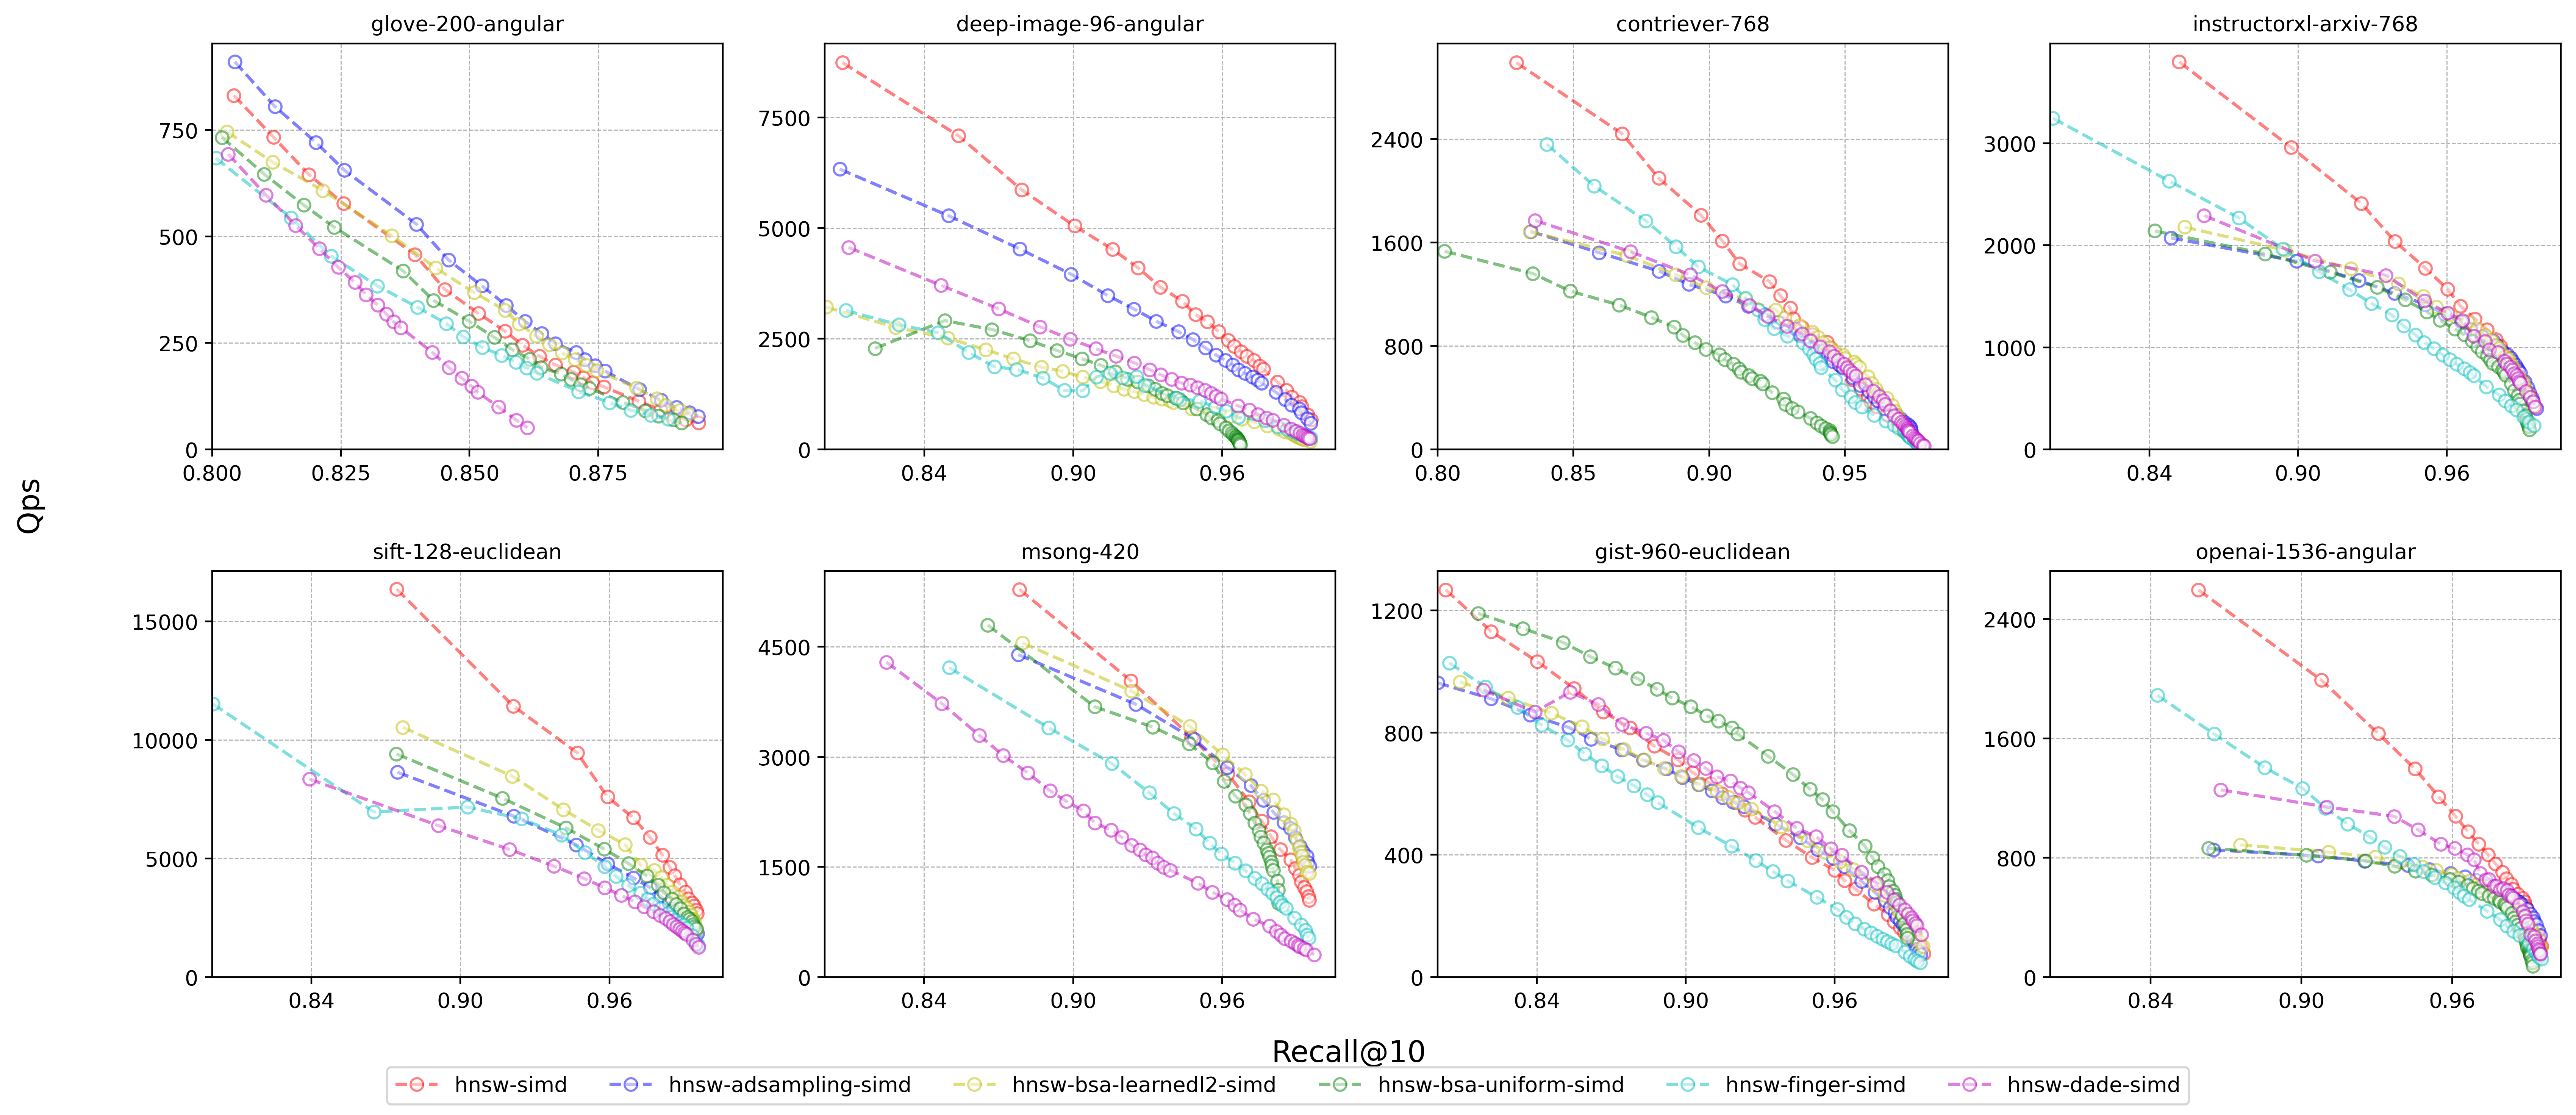 glove-200-angular
750
500
250
0
0.800 0.825 0.850 0.875
deep-image-96-angular
7500
5000
2500
0
0.84 0.90 0.96
contriever-768
2400
1600
800
0
0.80 0.85 0.90 0.95
instructorxl-arxiv-768
3000
2000
1000
0
0.84 0.90 0.96
Qps
sift-128-euclidean
15000
10000
5000
0
0.84 0.90 0.96
msong-420
4500
3000
1500
0
0.84 0.90 0.96
gist-960-euclidean
1200
800
400
0
0.84 0.90 0.96
openai-1536-angular
2400
1600
800
0
0.84 0.90 0.96
Recall@10
hnsw-simd hnsw-adsampling-simd hnsw-bsa-learnedl2-simd hnsw-bsa-uniform-simd hnsw-finger-simd hnsw-dade-simd